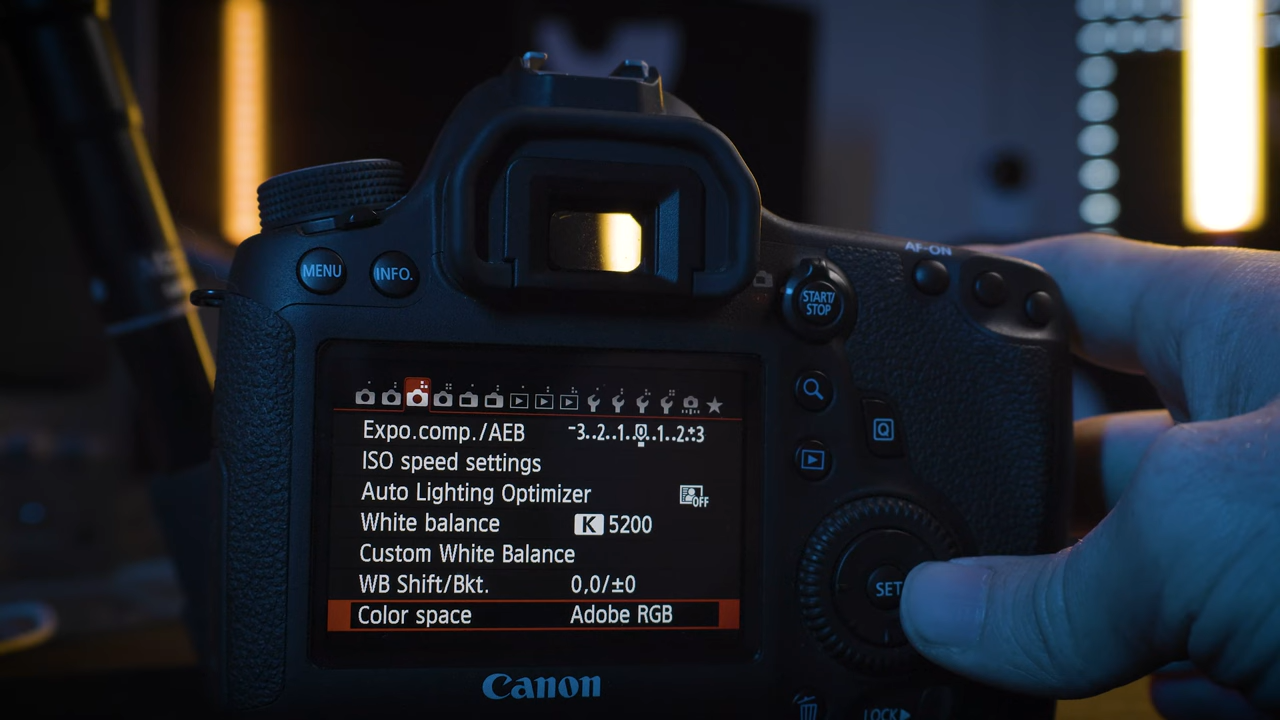 AF-ON
MENU
INFO.
START/
STOP
Q
Expo.comp./AEB -3..2..1..0..1..2.:+3
ISO speed settings
Auto Lighting Optimizer OFF
White balance K 5200
Custom White Balance
WB Shift/Bkt. 0,0/±0
Color space Adobe RGB
SET
Canon
LOCK